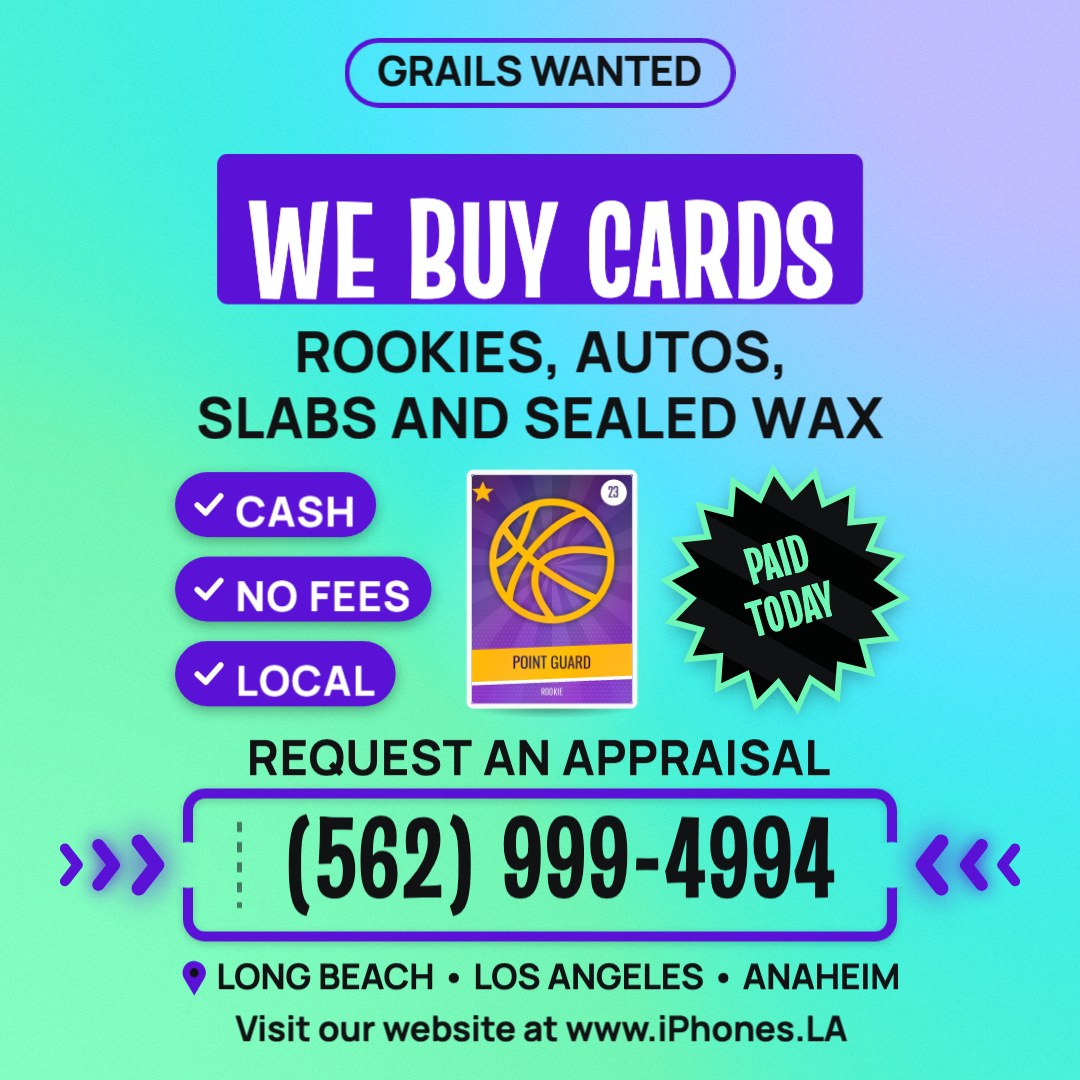 GRAILS WANTED
WE BUY CARDS
ROOKIES, AUTOS,
SLABS AND SEALED WAX
CASH
NO FEES
LOCAL
23
POINT GUARD
ROOKIE
PAID
TODAY
REQUEST AN APPRAISAL
(562) 999-4994
LONG BEACH • LOS ANGELES • ANAHEIM
Visit our website at www.iPhones.LA